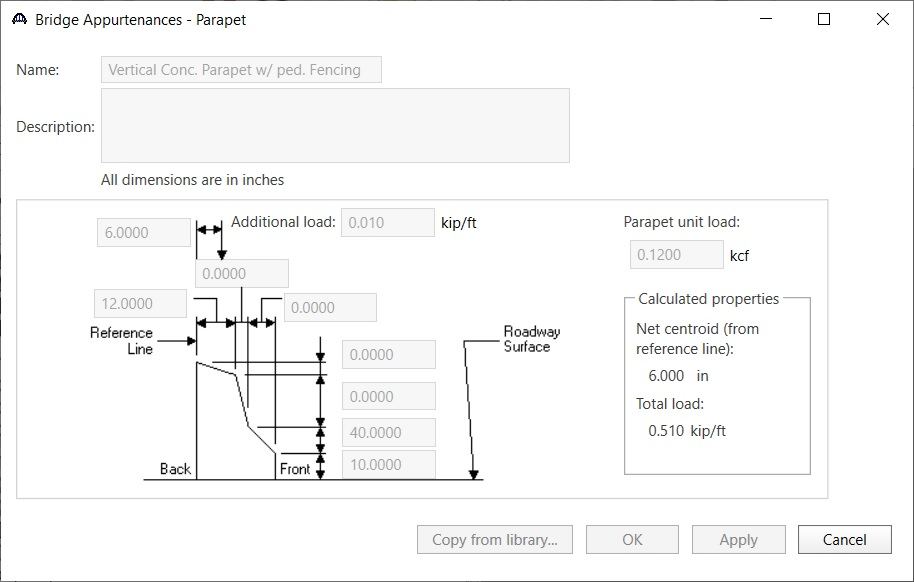 Bridge Appurtenances - Parapet
Name:
Vertical Conc. Parapet w/ ped. Fencing
Description:
All dimensions are in inches
6.0000
Additional load:
0.010
kip/ft
Parapet unit load:
0.1200
kcf
0.0000
12.0000
0.0000
Reference
Line
Roadway
Surface
0.0000
0.0000
40.0000
10.0000
Back
Front
Calculated properties
Net centroid (from
reference line):
6.000 in
Total load:
0.510 kip/ft
Copy from library...
OK
Apply
Cancel